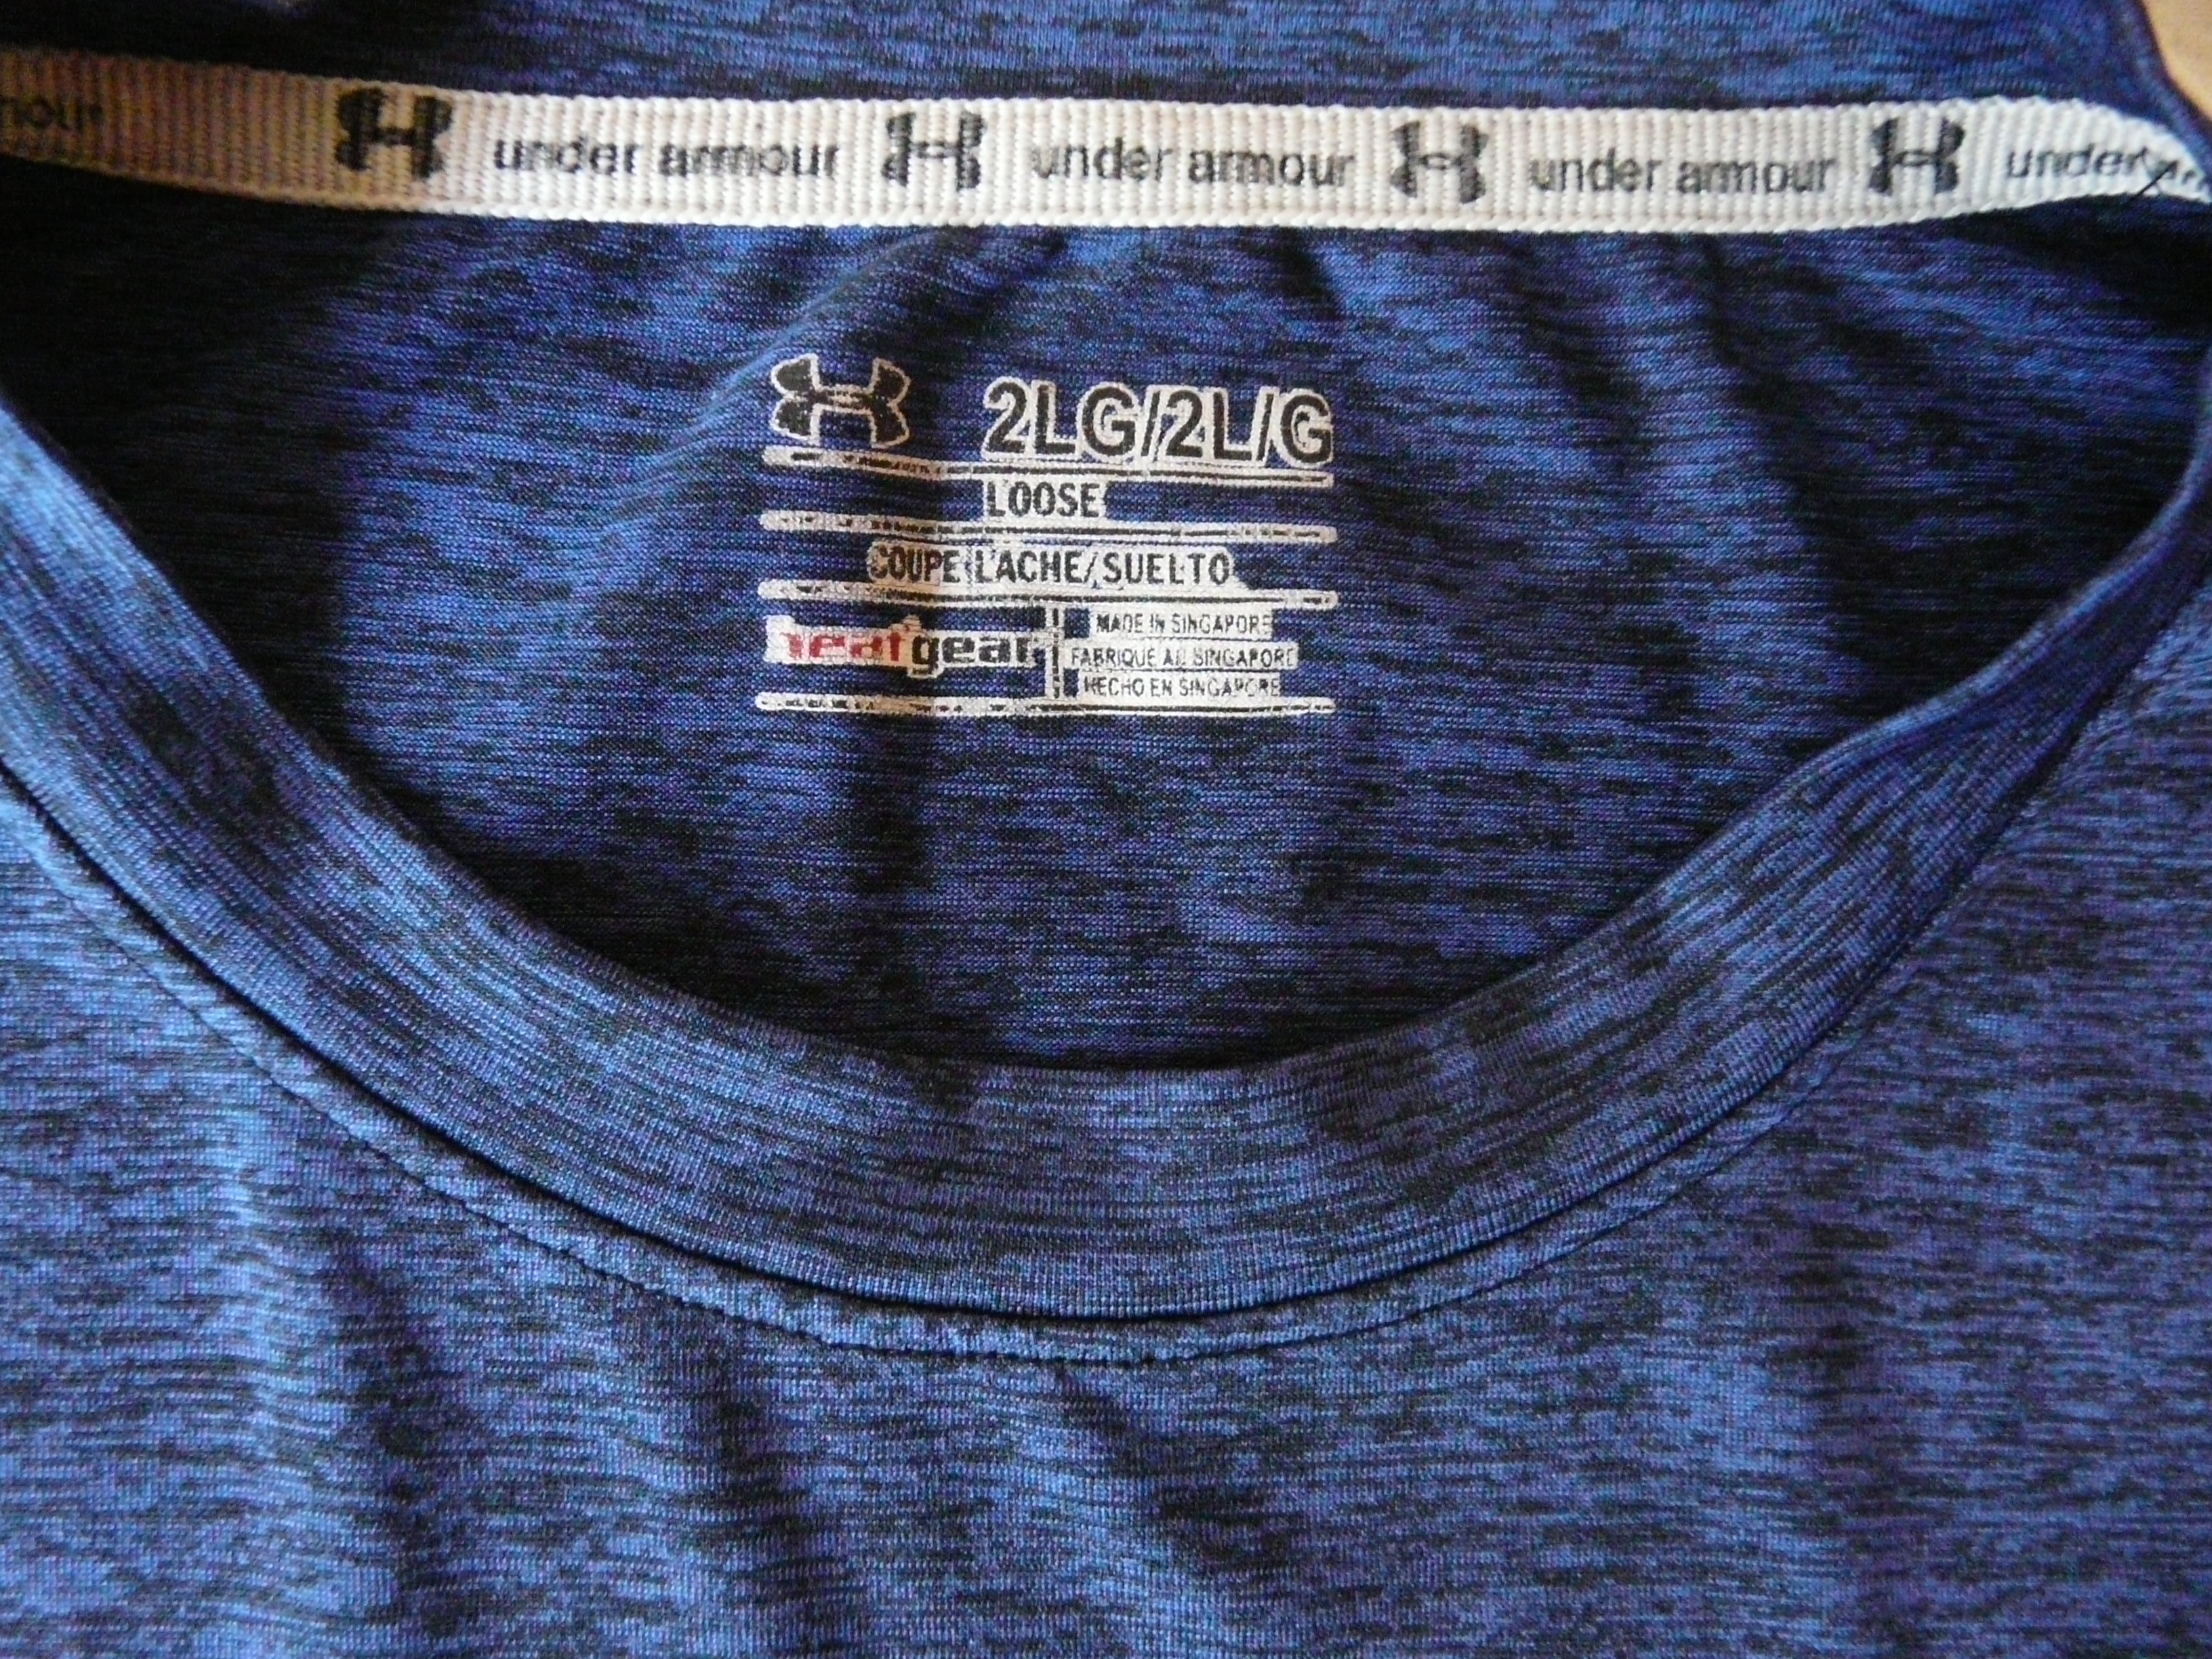 under armour under armour under armour under
2LG/2L/G
LOOSE
COUPE LACHE/SUELTO
heatgear
MADE IN SINGAPORE
FABRIQUE AU SINGAPORE
HECHO EN SINGAPORE